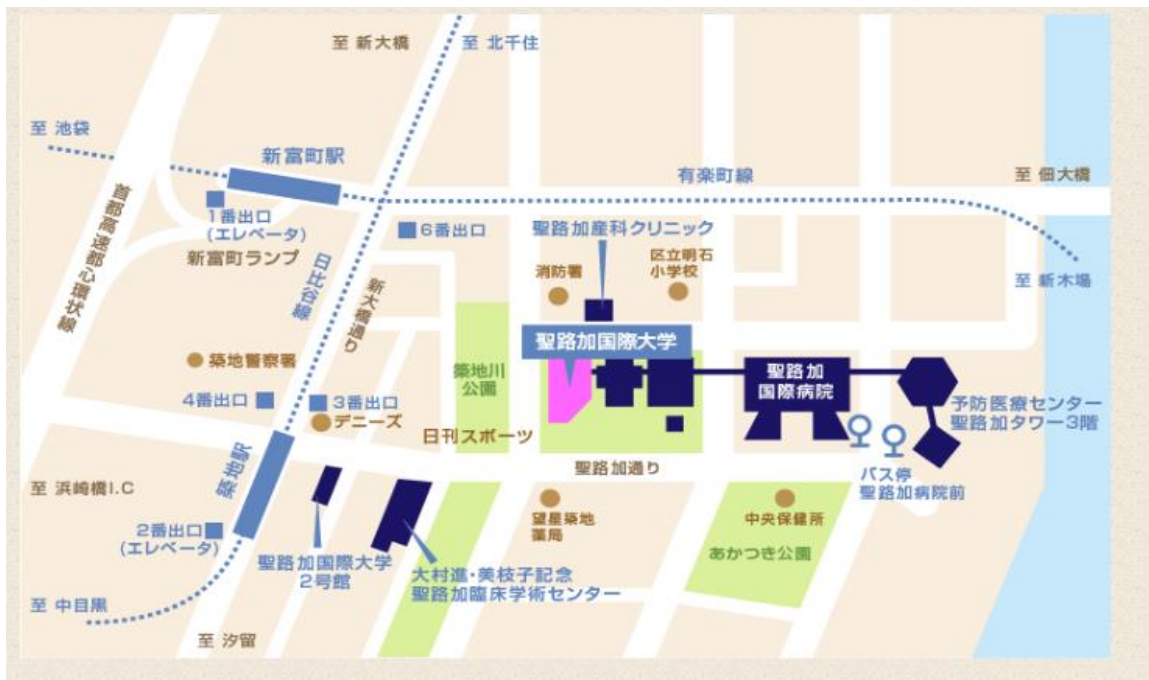 至 新大橋
至 北千住
至 池袋
新富町駅
有楽町線
至 佃大橋
首都高速都心環状線
1番出口
(エレベータ)
6番出口
聖路加産科クリニック
新富町ランプ
日比谷線
新大橋通り
消防署
区立明石
小学校
至 新木場
聖路加国際大学
築地警察署
築地川
公園
聖路加
国際病院
4番出口
3番出口
デニーズ
予防医療センター
聖路加タワー3階
日刊スポーツ
聖路加通り
築地駅
バス停
聖路加病院前
至 浜崎橋I.C
望星築地
薬局
中央保健所
2番出口
(エレベータ)
あかつき公園
聖路加国際大学
2号館
大村進・美枝子記念
聖路加臨床学術センター
至 中目黒
至 汐留